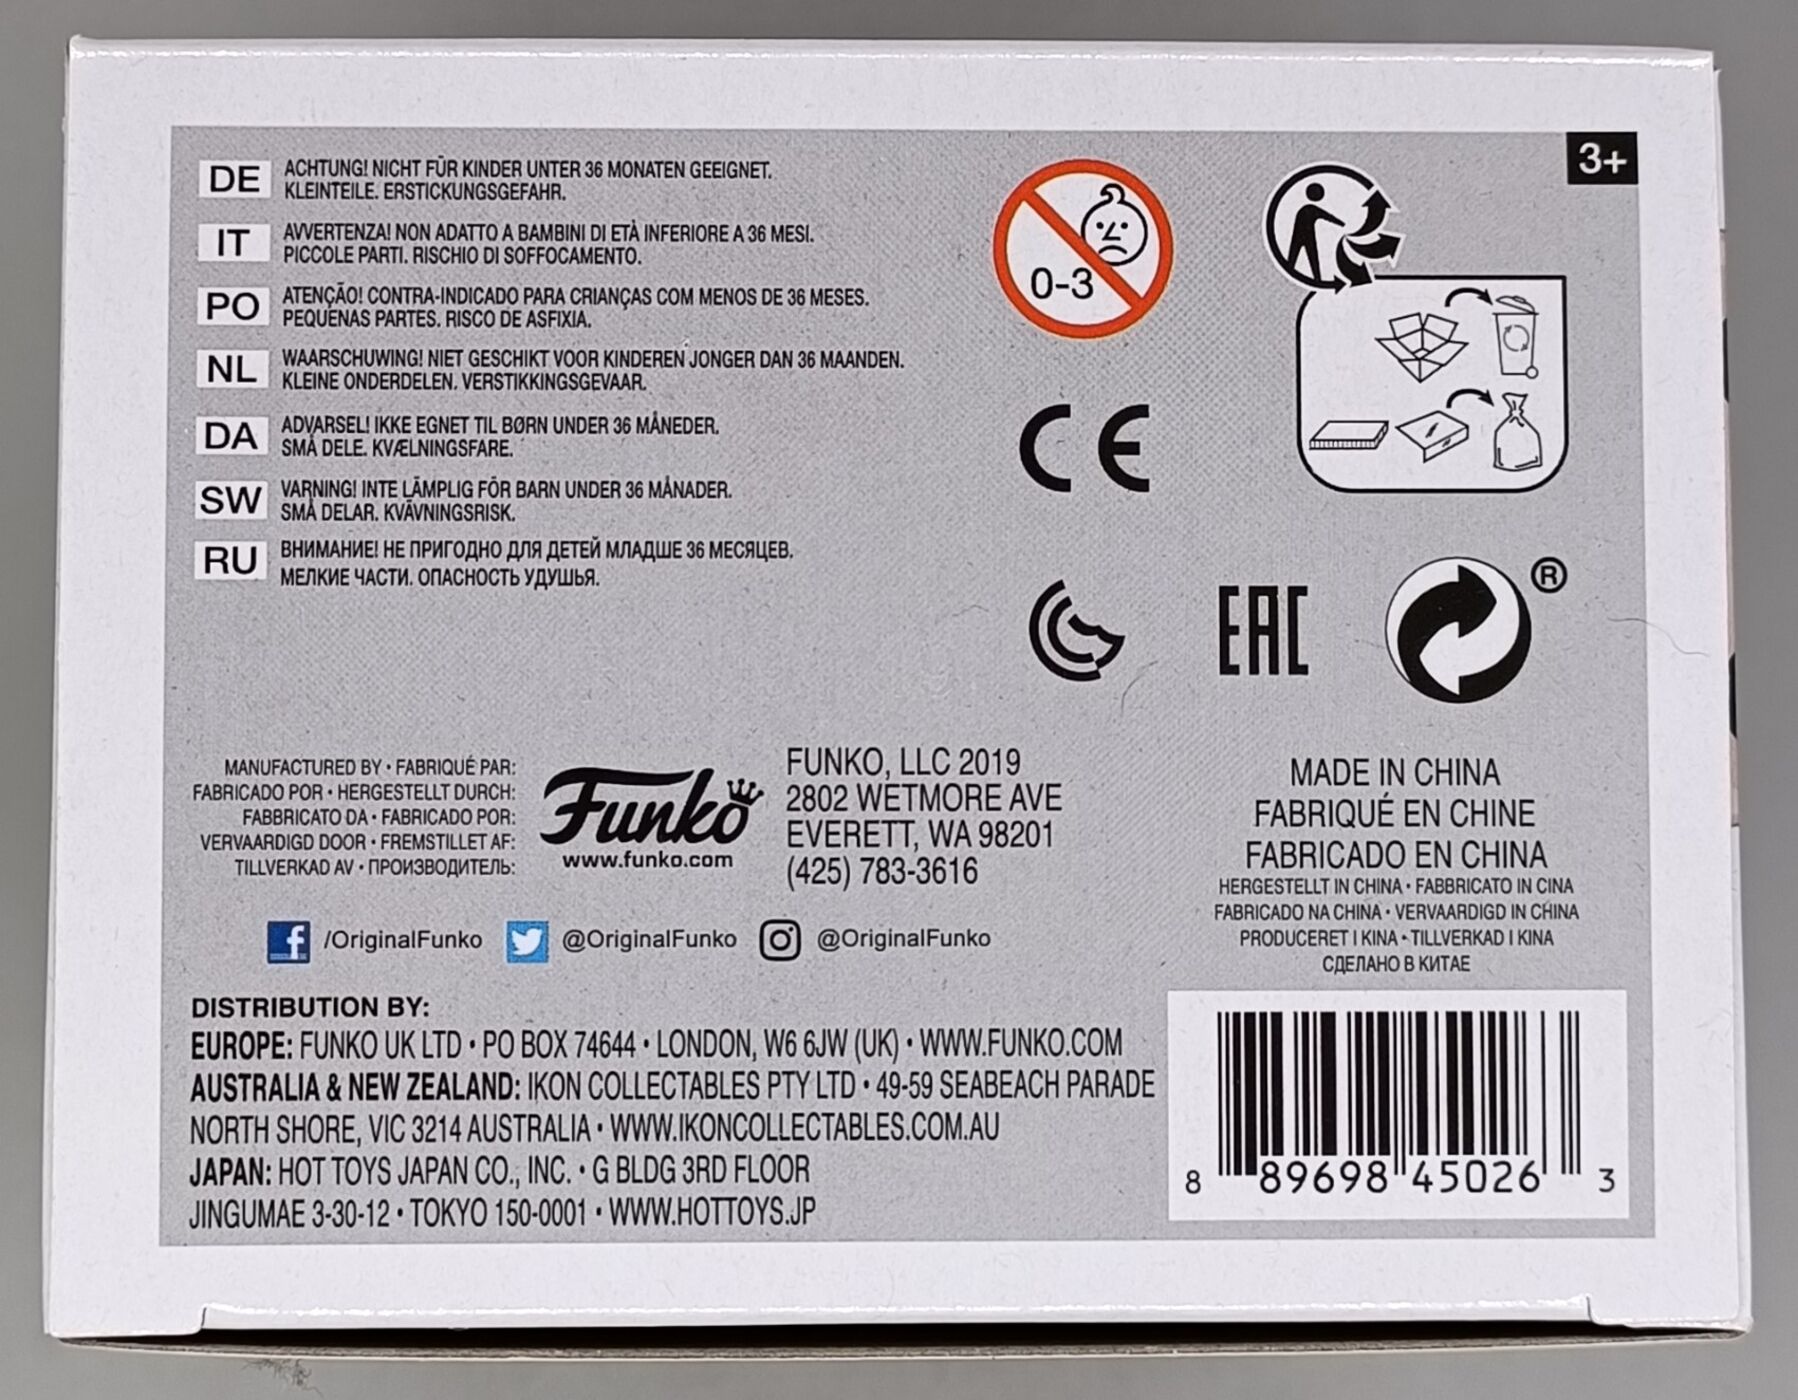 3+
DE
ACHTUNG! NICHT FÜR KINDER UNTER 36 MONATEN GEEIGNET.
KLEINTEILE. ERSTICKUNGSGEFAHR.
IT
AVVERTENZA! NON ADATTO A BAMBINI DI ETÀ INFERIORE A 36 MESI.
PICCOLE PARTI. RISCHIO DI SOFFOCAMENTO.
PO
ATENÇÃO! CONTRA-INDICADO PARA CRIANÇAS COM MENOS DE 36 MESES.
PEQUENAS PARTES. RISCO DE ASFIXIA.
NL
WAARSCHUWING! NIET GESCHIKT VOOR KINDEREN JONGER DAN 36 MAANDEN.
KLEINE ONDERDELEN. VERSTIKKINGSGEVAAR.
DA
ADVARSEL! IKKE EGNET TIL BØRN UNDER 36 MÅNEDER.
SMÅ DELE. KVÆLNINGSFARE.
SW
VARNING! INTE LÄMPLIG FÖR BARN UNDER 36 MÅNADER.
SMÅ DELAR. KVÄVNINGSRISK.
RU
ВНИМАНИЕ! НЕ ПРИГОДНО ДЛЯ ДЕТЕЙ МЛАДШЕ 36 МЕСЯЦЕВ.
МЕЛКИЕ ЧАСТИ. ОПАСНОСТЬ УДУШЬЯ.
0-3
CE
EAC
®
MANUFACTURED BY • FABRIQUÉ PAR:
FABRICADO POR • HERGESTELLT DURCH:
FABBRICATO DA • FABRICADO POR:
VERVAARDIGD DOOR • FREMSTILLET AF:
TILLVERKAD AV • ПРОИЗВОДИТЕЛЬ:
Funko
www.funko.com
FUNKO, LLC 2019
2802 WETMORE AVE
EVERETT, WA 98201
(425) 783-3616
MADE IN CHINA
FABRIQUÉ EN CHINE
FABRICADO EN CHINA
HERGESTELLT IN CHINA • FABBRICATO IN CINA
FABRICADO NA CHINA • VERVAARDIGD IN CHINA
PRODUCERET I KINA • TILLVERKAD I KINA
СДЕЛАНО В КИТАЕ
/OriginalFunko @OriginalFunko @OriginalFunko
DISTRIBUTION BY:
EUROPE: FUNKO UK LTD • PO BOX 74644 • LONDON, W6 6JW (UK) • WWW.FUNKO.COM
AUSTRALIA & NEW ZEALAND: IKON COLLECTABLES PTY LTD • 49-59 SEABEACH PARADE
NORTH SHORE, VIC 3214 AUSTRALIA • WWW.IKONCOLLECTABLES.COM.AU
JAPAN: HOT TOYS JAPAN CO., INC. • G BLDG 3RD FLOOR
JINGUMAE 3-30-12 • TOKYO 150-0001 • WWW.HOTTOYS.JP
8 89698 45026 3